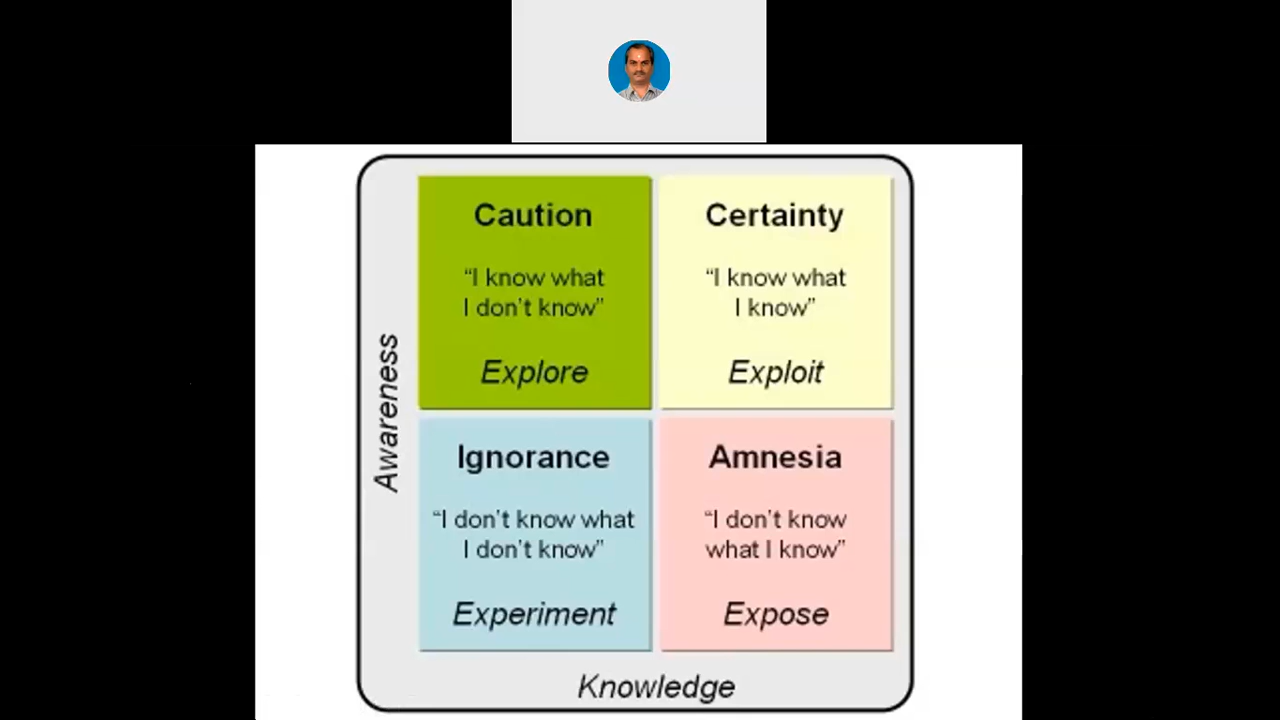 Caution
“I know what
I don’t know”
Explore
Certainty
“I know what
I know”
Exploit
Ignorance
“I don’t know what
I don’t know”
Experiment
Amnesia
“I don’t know
what I know”
Expose
Awareness
Knowledge